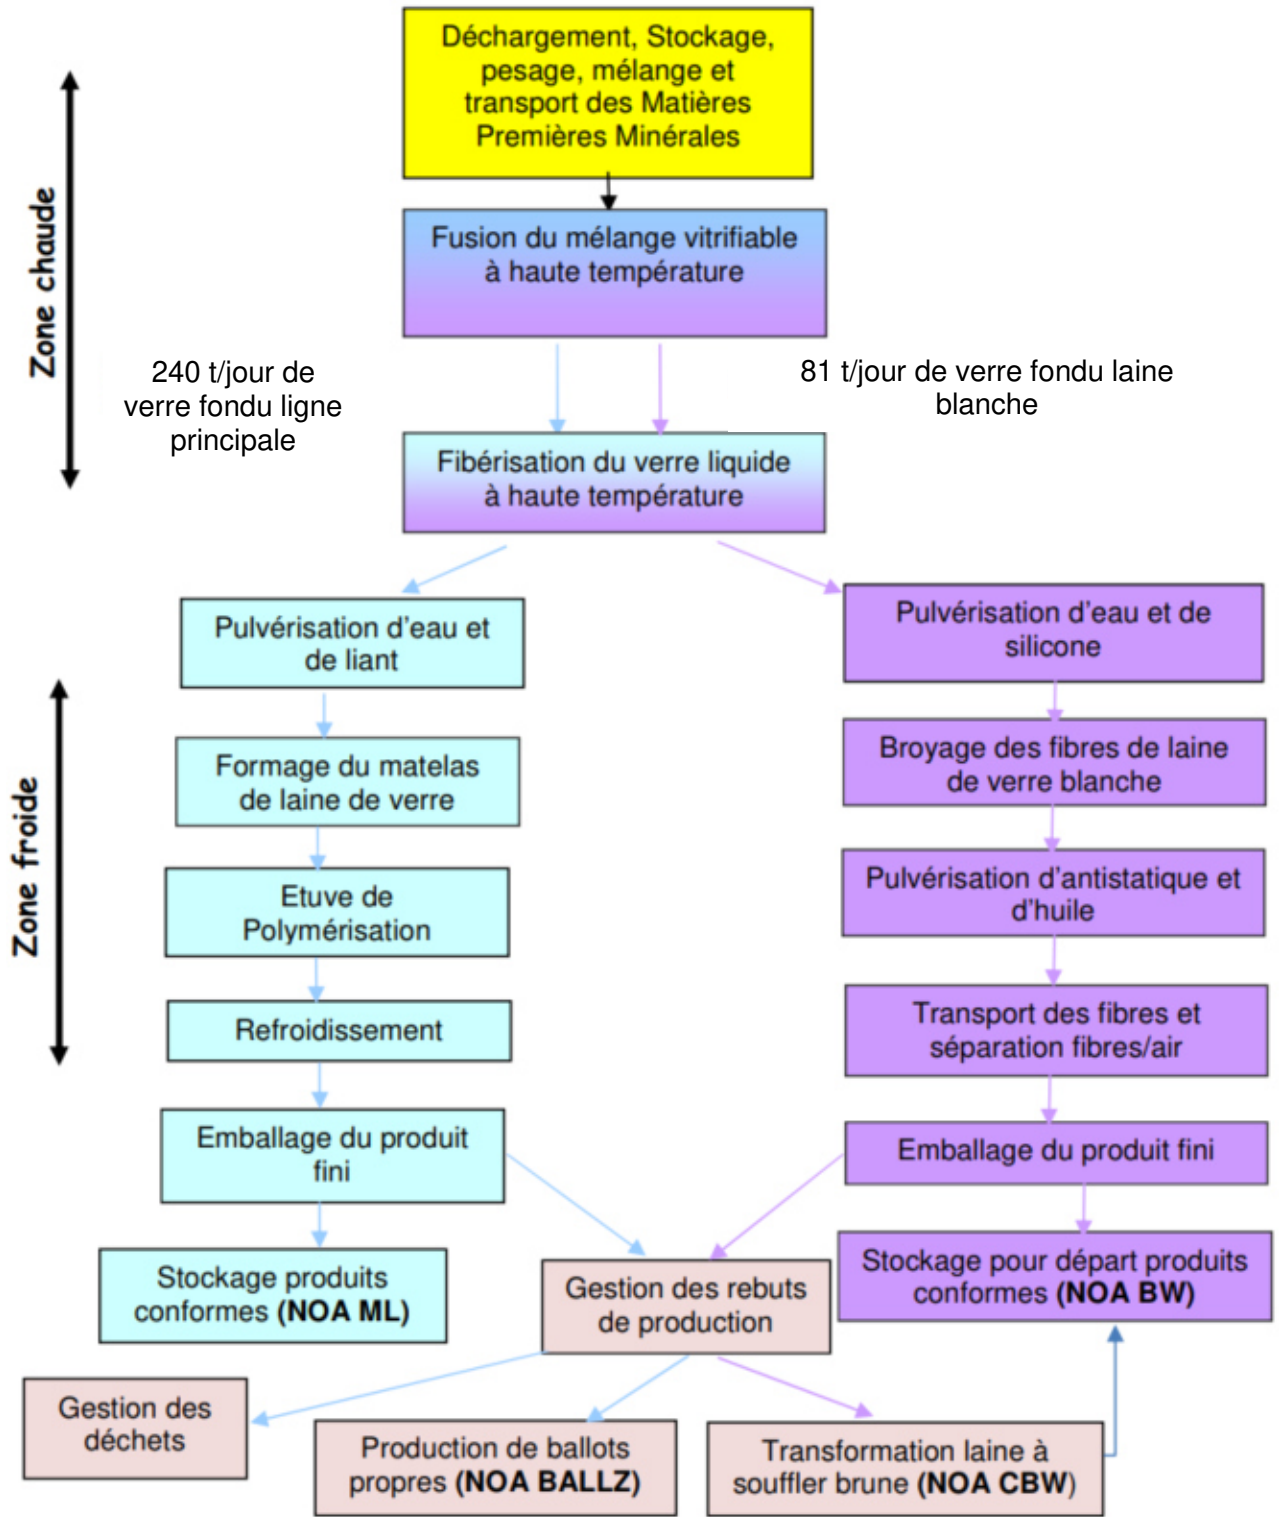 Déchargement, Stockage,
pesage, mélange et
transport des Matières
Premières Minérales
Zone chaude
Fusion du mélange vitrifiable
à haute température
240 t/jour de
verre fondu ligne
principale
81 t/jour de verre fondu laine
blanche
Fibérisation du verre liquide
à haute température
Zone froide
Pulvérisation d'eau et
de liant
Formage du matelas
de laine de verre
Etuve de
Polymérisation
Refroidissement
Emballage du produit
fini
Stockage produits
conformes (NOA ML)
Pulvérisation d'eau et de
silicone
Broyage des fibres de laine
de verre blanche
Pulvérisation d'antistatique et
d'huile
Transport des fibres et
séparation fibres/air
Emballage du produit fini
Stockage pour départ produits
conformes (NOA BW)
Gestion des rebuts
de production
Gestion des
déchets
Production de ballots
propres (NOA BALLZ)
Transformation laine à
souffler brune (NOA CBW)